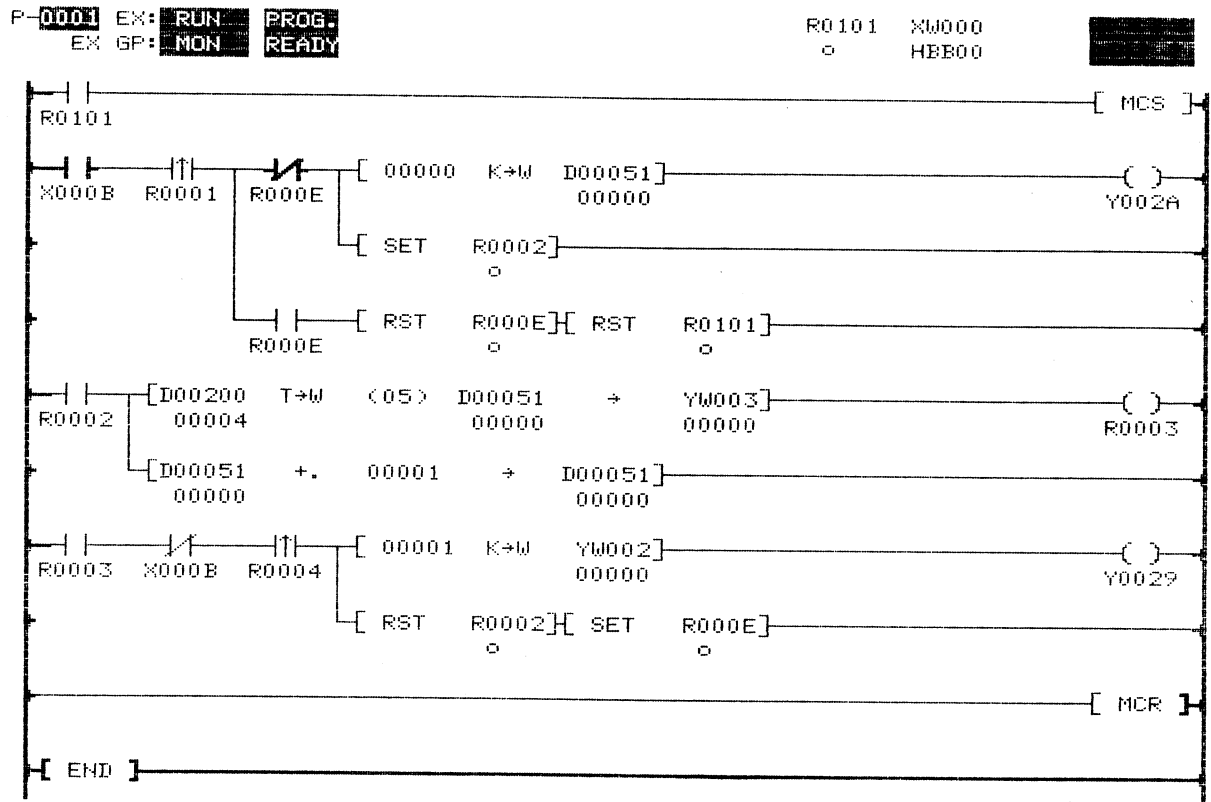 P-0001 EX: RUN PROG. R0101 XW000
EX GP: MON READY o HBB00
[ MCS ]
R0101
↑ [ 00000 K→W D00051] ( )
X000B R0001 R000E 00000 Y002A
[ SET R0002]
o
[ RST R000E][ RST R0101]
R000E o o
[D00200 T→W (05) D00051 → YW003] ( )
R0002 00004 00000 00000 R0003
[D00051 +. 00001 → D00051]
00000 00000
↑ [ 00001 K→W YW002] ( )
R0003 X000B R0004 00000 Y0029
[ RST R0002][ SET R000E]
o o
[ MCR ]
[ END ]